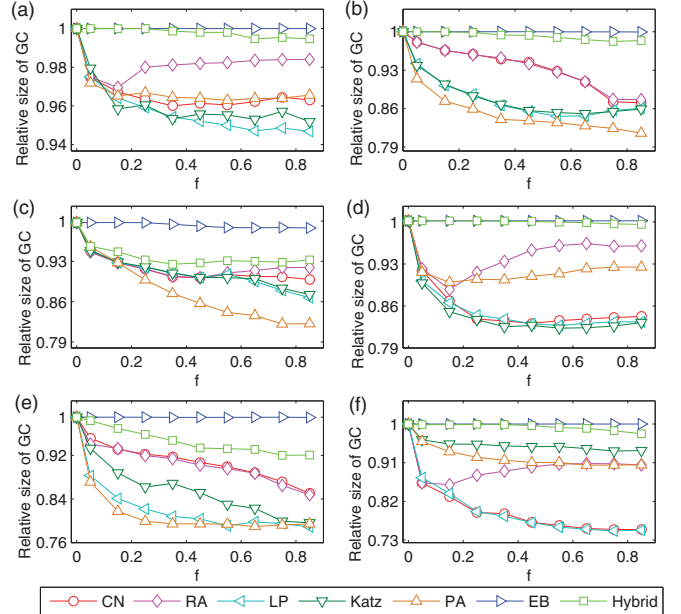 (a)
Relative size of GC
1
0.98
0.96
0.94
0 0.2 0.4 0.6 0.8
f
(b)
Relative size of GC
1
0.93
0.86
0.79
0 0.2 0.4 0.6 0.8
f
(c)
Relative size of GC
1
0.93
0.86
0.79
0 0.2 0.4 0.6 0.8
f
(d)
Relative size of GC
1
0.93
0.86
0.79
0 0.2 0.4 0.6 0.8
f
(e)
Relative size of GC
1
0.92
0.84
0.76
0 0.2 0.4 0.6 0.8
f
(f)
Relative size of GC
1
0.91
0.82
0.73
0 0.2 0.4 0.6 0.8
f
CN RA LP Katz PA EB Hybrid